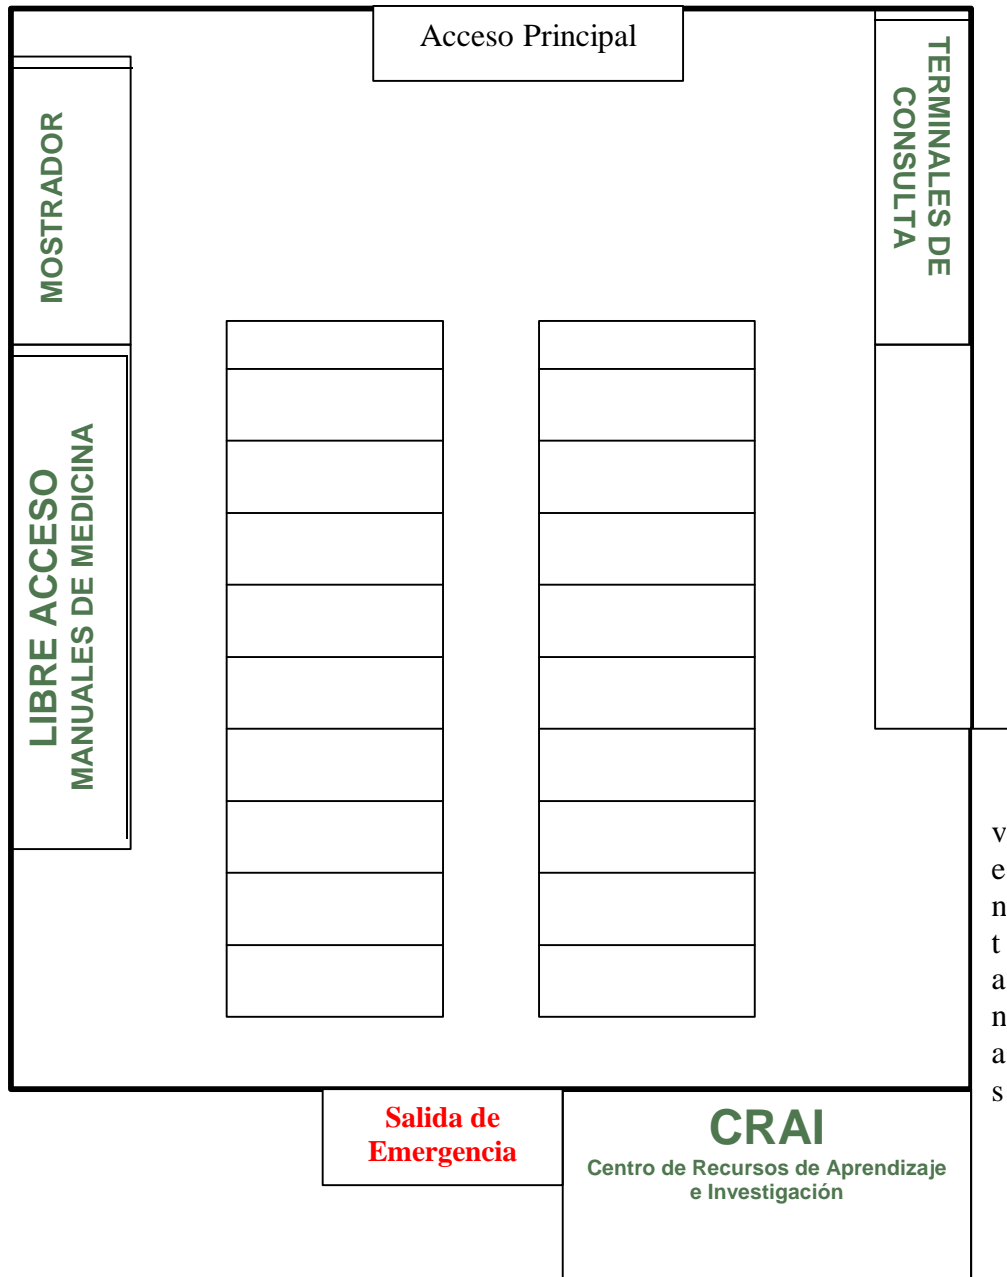 Acceso Principal
TERMINALES DE
CONSULTA
MOSTRADOR
LIBRE ACCESO
MANUALES DE MEDICINA
ventanas
Salida de
Emergencia
CRAI
Centro de Recursos de Aprendizaje
e Investigación